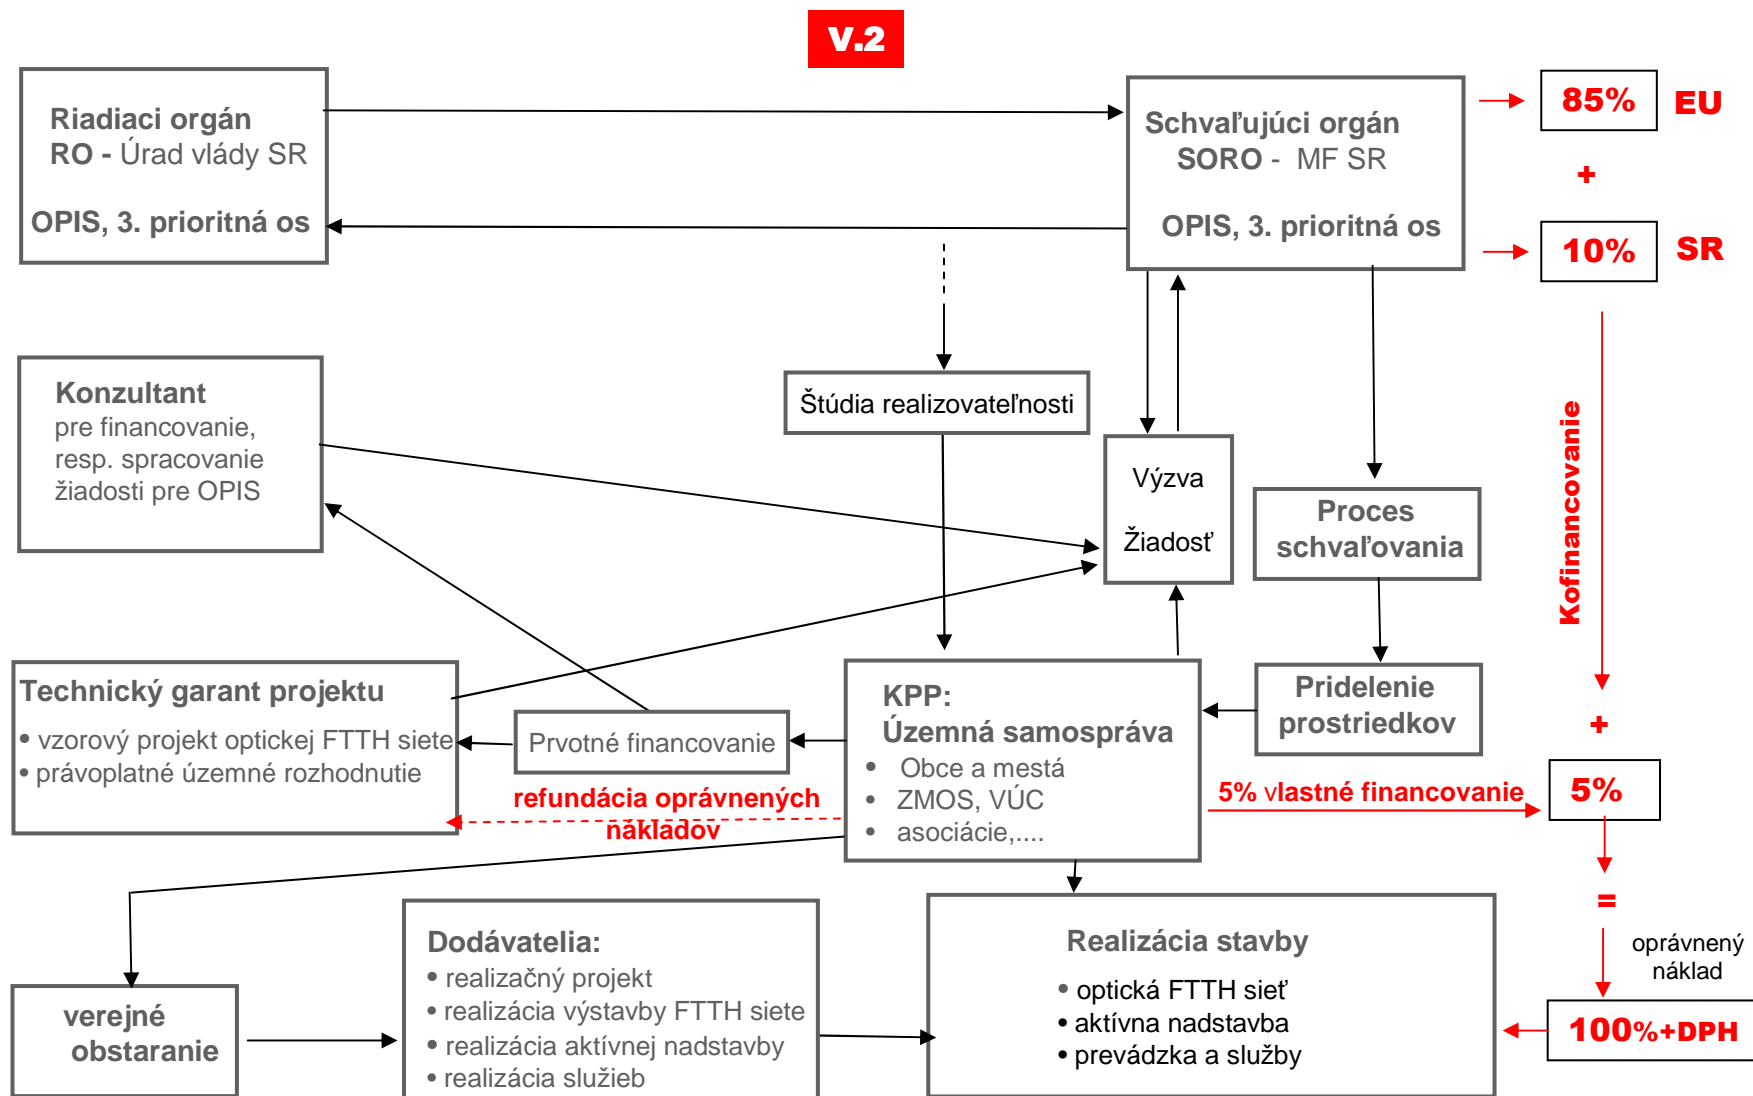 V.2
Riadiaci orgán
RO - Úrad vlády SR
OPIS, 3. prioritná os
Schvaľujúci orgán
SORO - MF SR
OPIS, 3. prioritná os
85% EU
+
10% SR
Konzultant
pre financovanie,
resp. spracovanie
žiadosti pre OPIS
Štúdia realizovateľnosti
Výzva
Žiadosť
Proces
schvaľovania
Kofinancovanie
Technický garant projektu
• vzorový projekt optickej FTTH siete
• právoplatné územné rozhodnutie
Prvotné financovanie
KPP:
Územná samospráva
• Obce a mestá
• ZMOS, VÚC
• asociácie,....
Pridelenie
prostriedkov
+
refundácia oprávnených
nákladov
5% vlastné financovanie
5%
=
oprávnený
náklad
100%+DPH
verejné
obstaranie
Dodávatelia:
• realizačný projekt
• realizácia výstavby FTTH siete
• realizácia aktívnej nadstavby
• realizácia služieb
Realizácia stavby
• optická FTTH sieť
• aktívna nadstavba
• prevádzka a služby